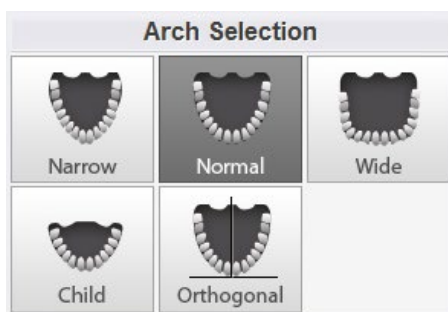 Arch Selection
Narrow
Normal
Wide
Child
Orthogonal